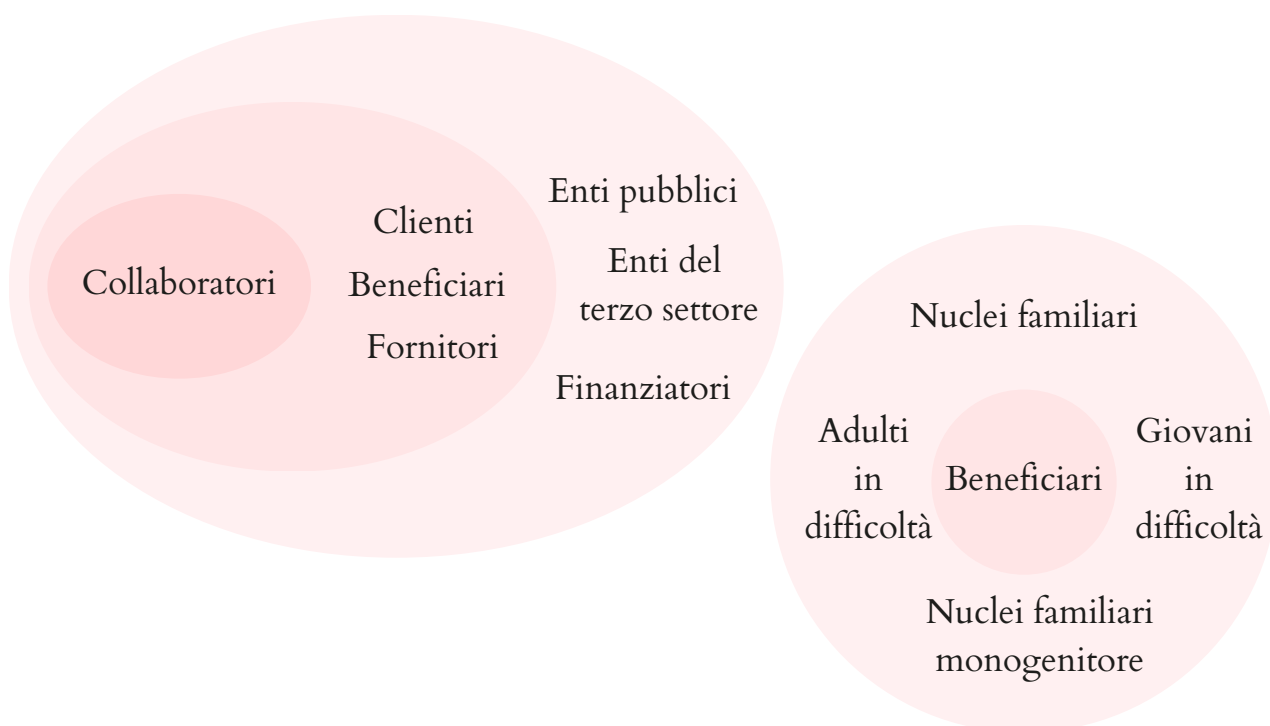 Collaboratori
Clienti
Beneficiari
Fornitori
Enti pubblici
Enti del
terzo settore
Finanziatori
Nuclei familiari
Adulti
in
difficoltà
Beneficiari
Giovani
in
difficoltà
Nuclei familiari
monogenitore